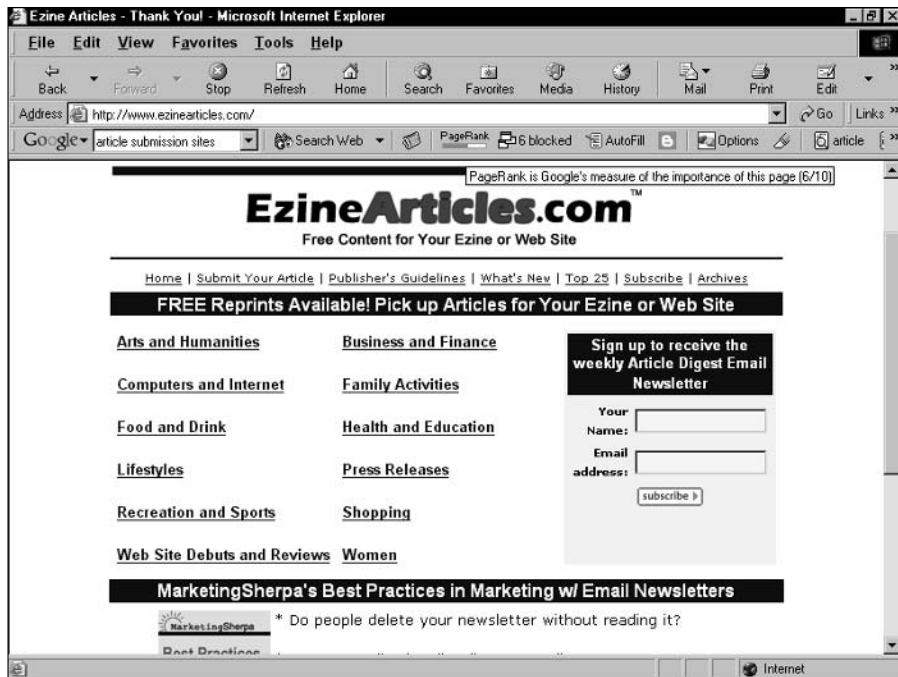 Ezine Articles - Thank You! - Microsoft Internet Explorer
File Edit View Favorites Tools Help
Back Forward Stop Refresh Home Search Favorites Media History Mail Print Edit »
Address http://www.ezinearticles.com/ Go Links »
Google article submission sites Search Web PageRank 6 blocked AutoFill Options article »
PageRank is Google's measure of the importance of this page (6/10)
EzineArticles.com™
Free Content for Your Ezine or Web Site
Home | Submit Your Article | Publisher's Guidelines | What's New | Top 25 | Subscribe | Archives
FREE Reprints Available! Pick up Articles for Your Ezine or Web Site
Arts and Humanities Business and Finance
Computers and Internet Family Activities
Food and Drink Health and Education
Lifestyles Press Releases
Recreation and Sports Shopping
Web Site Debuts and Reviews Women
Sign up to receive the
weekly Article Digest Email
Newsletter
Your
Name:
Email
address:
subscribe
MarketingSherpa's Best Practices in Marketing w/ Email Newsletters
MarketingSherpa
Best Practices
* Do people delete your newsletter without reading it?
Internet